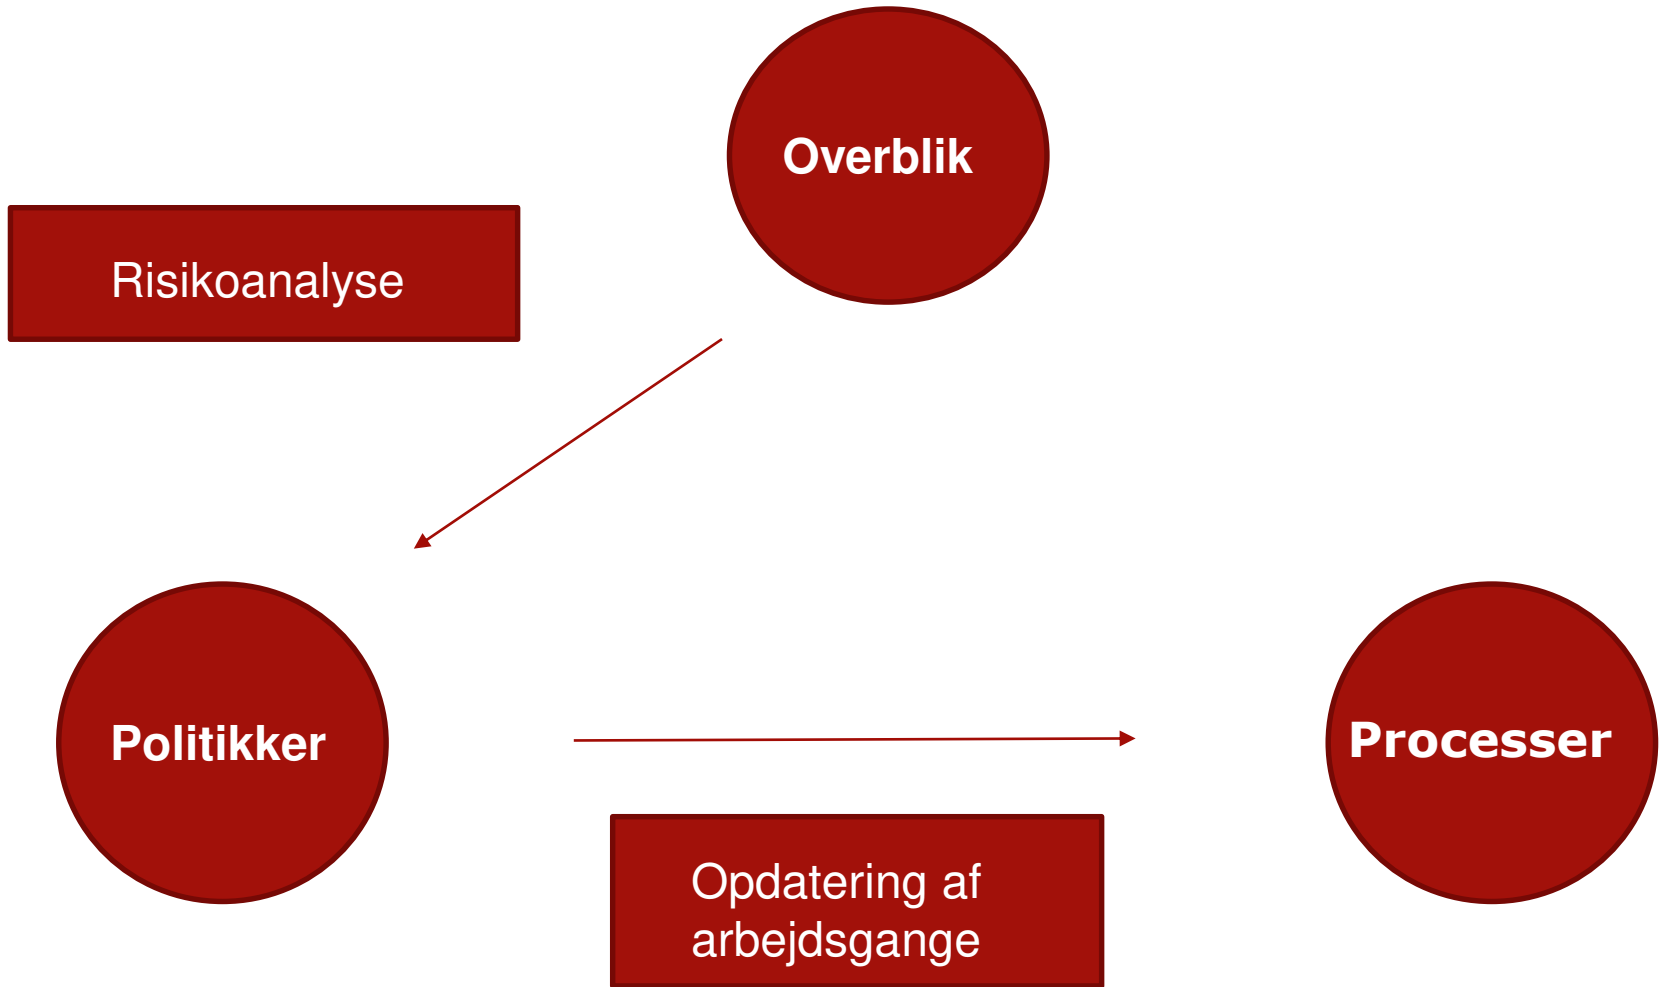 Overblik
Risikoanalyse
Politikker
Processer
Opdatering af
arbejdsgange